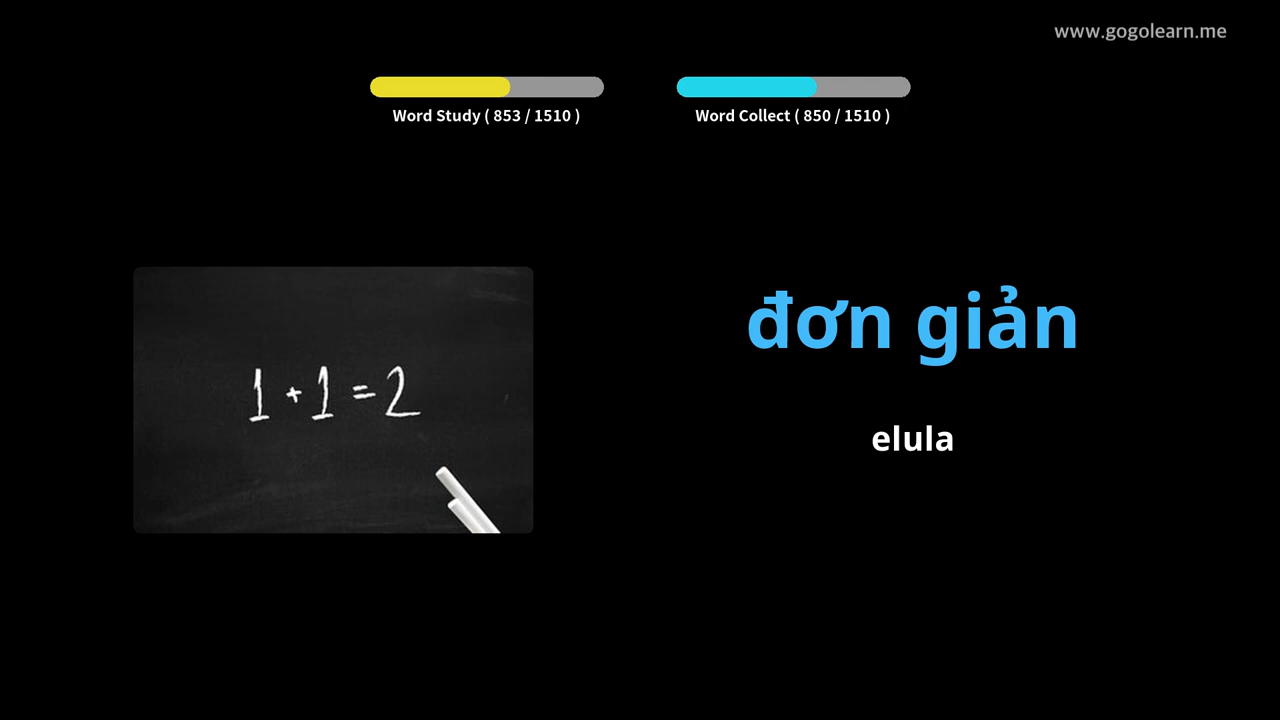 www.gogolearn.me
Word Study ( 853 / 1510 )
Word Collect ( 850 / 1510 )
1 + 1 = 2
đơn giản
elula